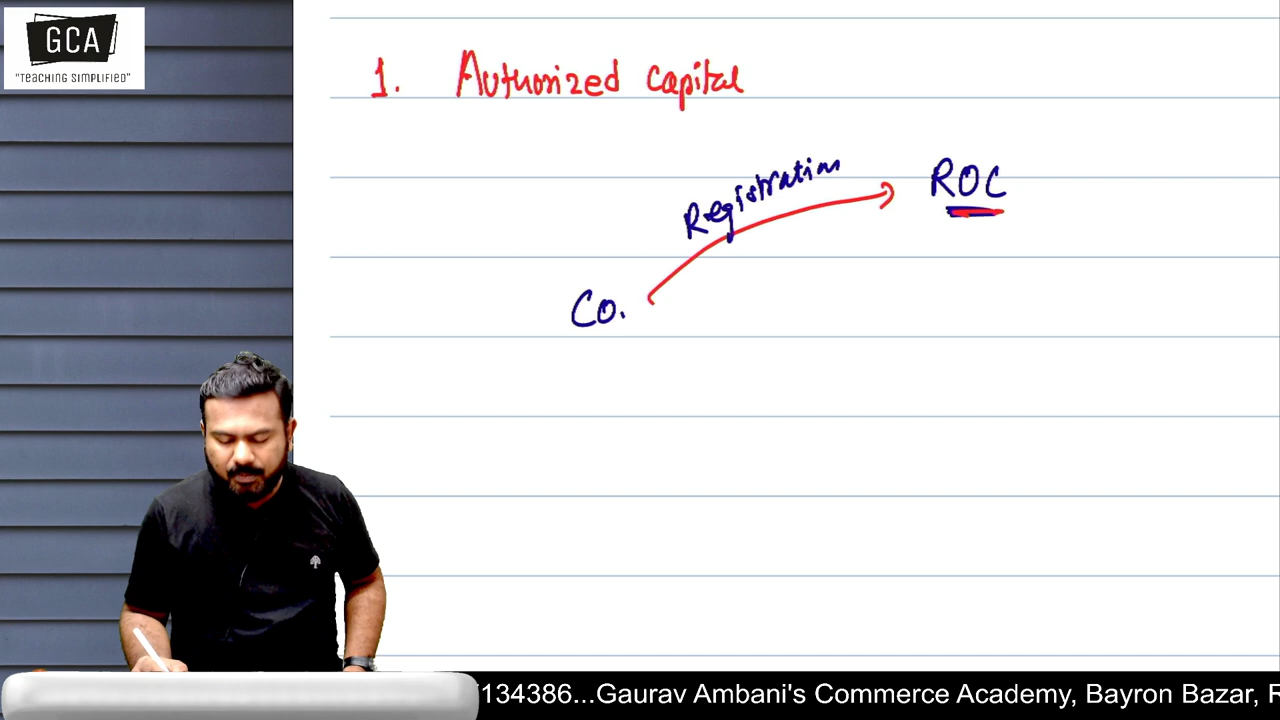 GCA
"TEACHING SIMPLIFIED"
1. Authorized Capital
Registration
ROC
Co.
134386...Gaurav Ambani's Commerce Academy, Bayron Bazar, R